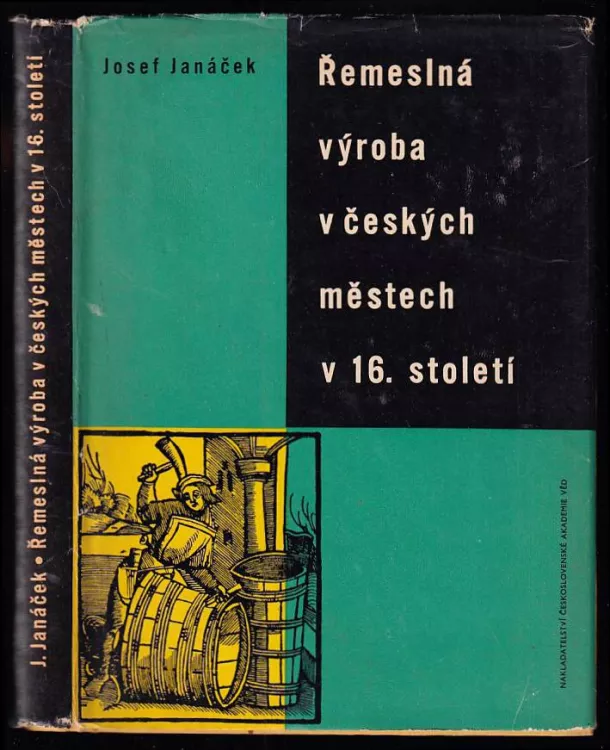 J. Janáček • Řemeslná výroba v českých městech v 16. století
Josef Janáček
Řemeslná
výroba
v českých
městech
v 16. století
NAKLADATELSTVÍ ČESKOSLOVENSKÉ AKADEMIE VĚD